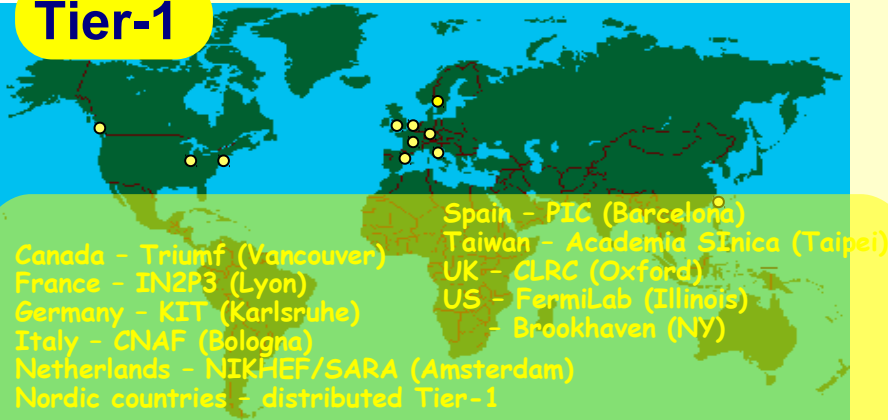 Tier-1
Canada – Triumf (Vancouver)
France – IN2P3 (Lyon)
Germany – KIT (Karlsruhe)
Italy – CNAF (Bologna)
Netherlands – NIKHEF/SARA (Amsterdam)
Nordic countries – distributed Tier-1
Spain – PIC (Barcelona)
Taiwan – Academia SInica (Taipei)
UK – CLRC (Oxford)
US – FermiLab (Illinois)
– Brookhaven (NY)